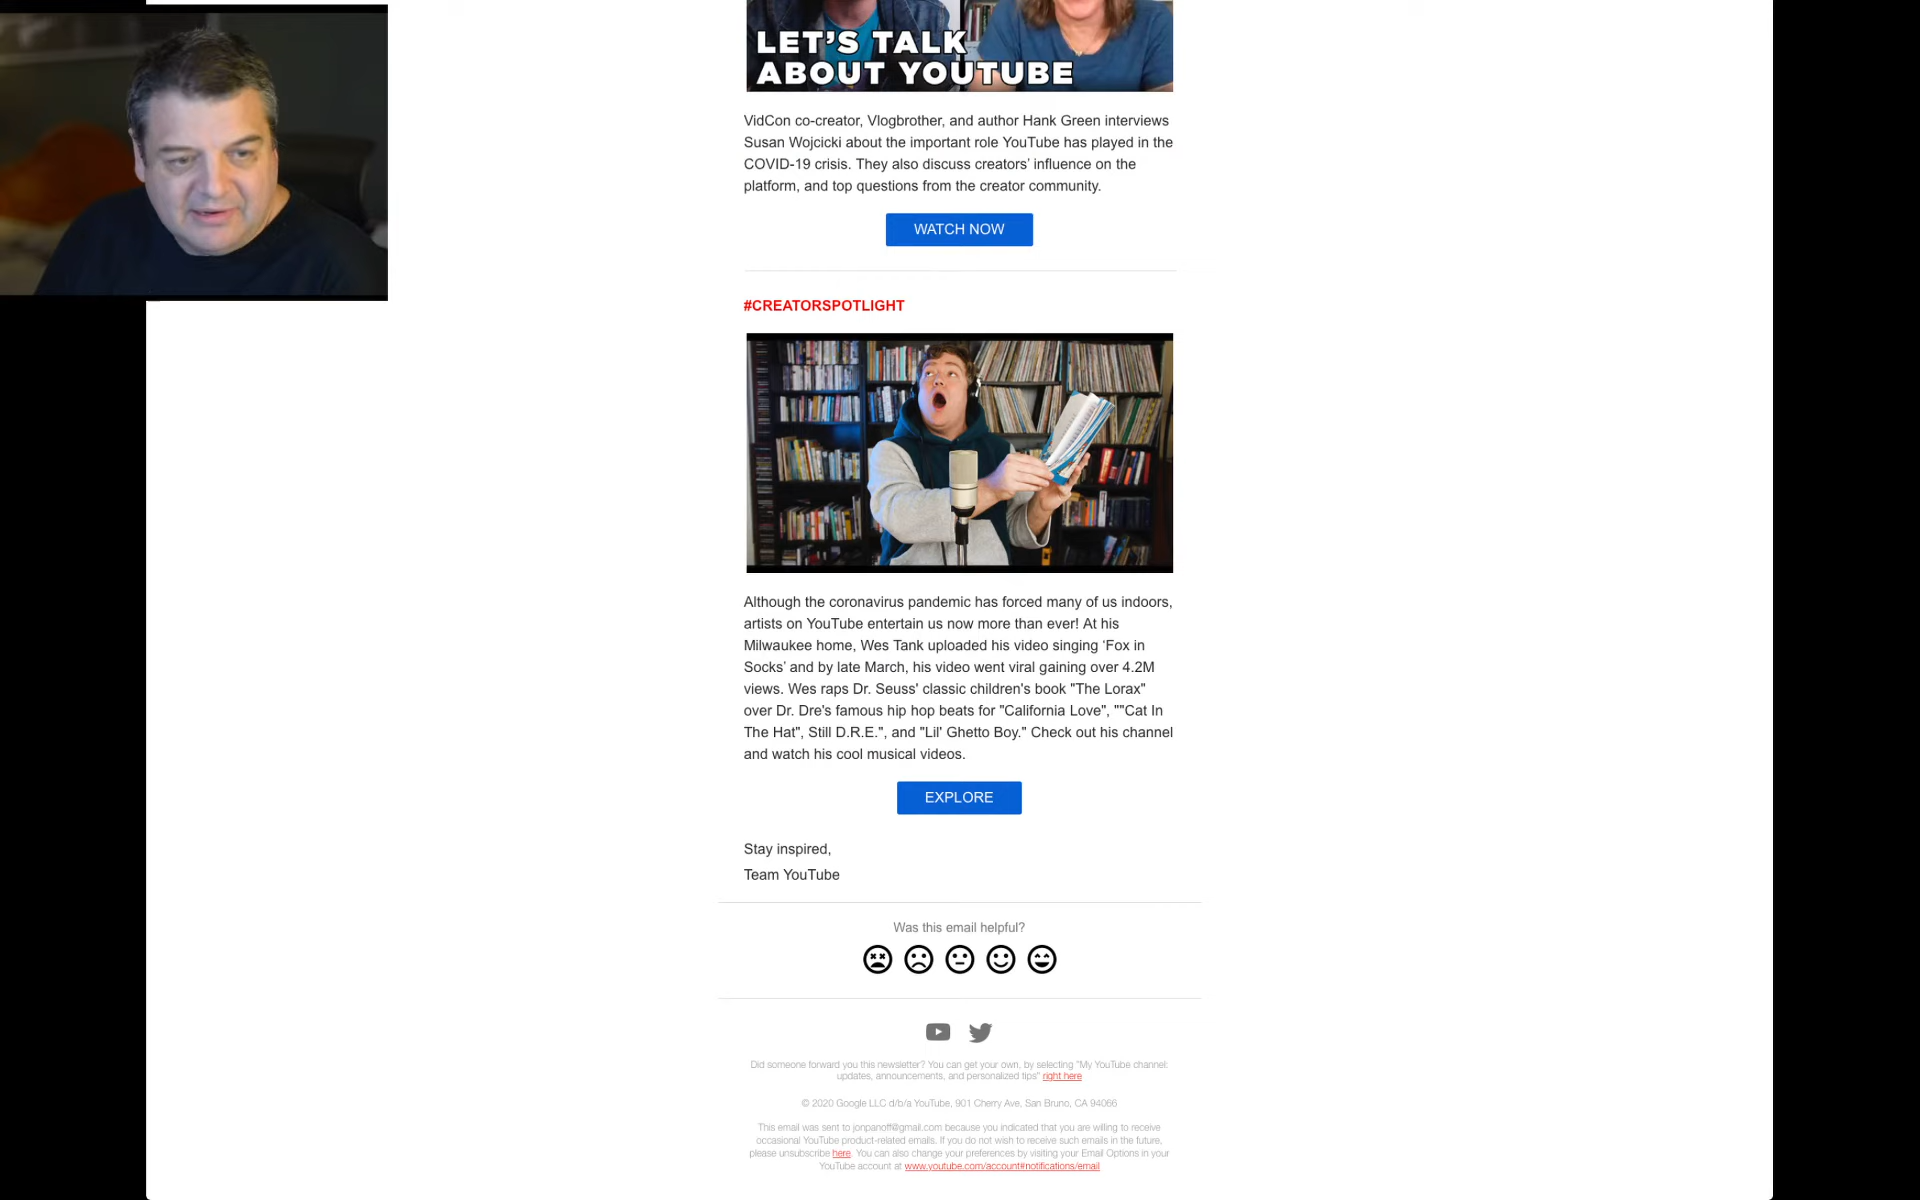 LET'S TALK
ABOUT YOUTUBE
VidCon co-creator, Vlogbrother, and author Hank Green interviews
Susan Wojcicki about the important role YouTube has played in the
COVID-19 crisis. They also discuss creators' influence on the
platform, and top questions from the creator community.
WATCH NOW
#CREATORSPOTLIGHT
Although the coronavirus pandemic has forced many of us indoors,
artists on YouTube entertain us now more than ever! At his
Milwaukee home, Wes Tank uploaded his video singing ‘Fox in
Socks’ and by late March, his video went viral gaining over 4.2M
views. Wes raps Dr. Seuss' classic children's book "The Lorax"
over Dr. Dre's famous hip hop beats for "California Love", ""Cat In
The Hat", Still D.R.E.", and "Lil' Ghetto Boy." Check out his channel
and watch his cool musical videos.
EXPLORE
Stay inspired,
Team YouTube
Was this email helpful?
Did someone forward you this newsletter? You can get your own, by selecting "My YouTube channel:
updates, announcements, and personalized tips" right here
© 2020 Google LLC d/b/a YouTube, 901 Cherry Ave, San Bruno, CA 94066
This email was sent to jonpanoff@gmail.com because you indicated that you are willing to receive
occasional YouTube product-related emails. If you do not wish to receive such emails in the future,
please unsubscribe here. You can also change your preferences by visiting your Email Options in your
YouTube account at www.youtube.com/account#notifications/email